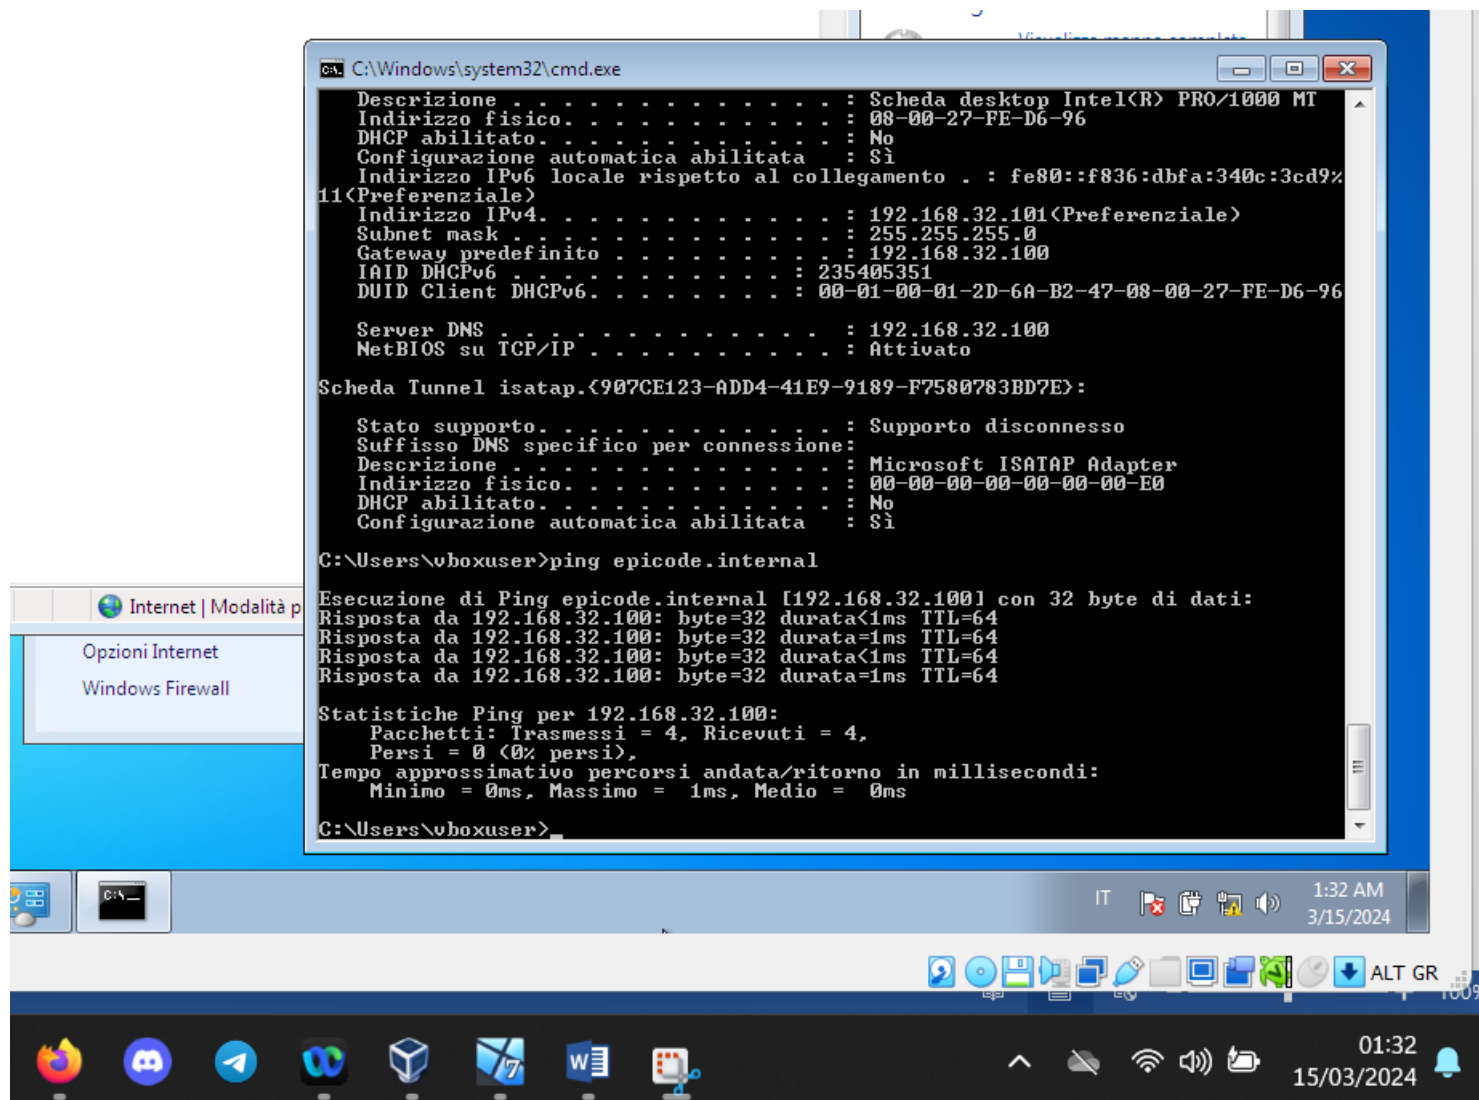 C:\Windows\system32\cmd.exe
Descrizione . . . . . . . . . . . . . : Scheda desktop Intel(R) PRO/1000 MT
Indirizzo fisico. . . . . . . . . . . : 08-00-27-FE-D6-96
DHCP abilitato. . . . . . . . . . . . : No
Configurazione automatica abilitata   : Sì
Indirizzo IPv6 locale rispetto al collegamento . : fe80::f836:dbfa:340c:3cd9%
11(Preferenziale)
Indirizzo IPv4. . . . . . . . . . . . : 192.168.32.101(Preferenziale)
Subnet mask . . . . . . . . . . . . . : 255.255.255.0
Gateway predefinito . . . . . . . . . : 192.168.32.100
IAID DHCPv6 . . . . . . . . . . . : 235405351
DUID Client DHCPv6. . . . . . . . : 00-01-00-01-2D-6A-B2-47-08-00-27-FE-D6-96
Server DNS . . . . . . . . . . . . .  : 192.168.32.100
NetBIOS su TCP/IP . . . . . . . . . . : Attivato
Scheda Tunnel isatap.{907CE123-ADD4-41E9-9189-F7580783BD7E}:
Stato supporto. . . . . . . . . . . . : Supporto disconnesso
Suffisso DNS specifico per connessione:
Descrizione . . . . . . . . . . . . . : Microsoft ISATAP Adapter
Indirizzo fisico. . . . . . . . . . . : 00-00-00-00-00-00-00-E0
DHCP abilitato. . . . . . . . . . . . : No
Configurazione automatica abilitata   : Sì
C:\Users\vboxuser>ping epicode.internal
Esecuzione di Ping epicode.internal [192.168.32.100] con 32 byte di dati:
Risposta da 192.168.32.100: byte=32 durata<1ms TTL=64
Risposta da 192.168.32.100: byte=32 durata=1ms TTL=64
Risposta da 192.168.32.100: byte=32 durata<1ms TTL=64
Risposta da 192.168.32.100: byte=32 durata=1ms TTL=64
Statistiche Ping per 192.168.32.100:
Pacchetti: Trasmessi = 4, Ricevuti = 4,
Persi = 0 (0% persi),
Tempo approssimativo percorsi andata/ritorno in millisecondi:
Minimo = 0ms, Massimo =  1ms, Medio =  0ms
C:\Users\vboxuser>_
Internet | Modalità p
Opzioni Internet
Windows Firewall
IT
1:32 AM
3/15/2024
ALT GR
01:32
15/03/2024